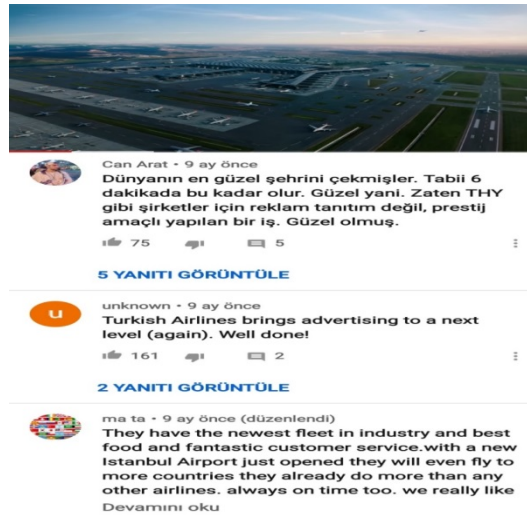 Can Arat • 9 ay önce
Dünyanın en güzel şehrini çekmişler. Tabii 6
dakikada bu kadar olur. Güzel yani. Zaten THY
gibi şirketler için reklam tanıtım değil, prestij
amaçlı yapılan bir iş. Güzel olmuş.
75 5
5 YANITI GÖRÜNTÜLE
u
unknown • 9 ay önce
Turkish Airlines brings advertising to a next
level (again). Well done!
161 2
2 YANITI GÖRÜNTÜLE
ma ta • 9 ay önce (düzenlendi)
They have the newest fleet in industry and best
food and fantastic customer service.with a new
Istanbul Airport just opened they will even fly to
more countries they already do more than any
other airlines. always on time too. we really like
Devamını oku